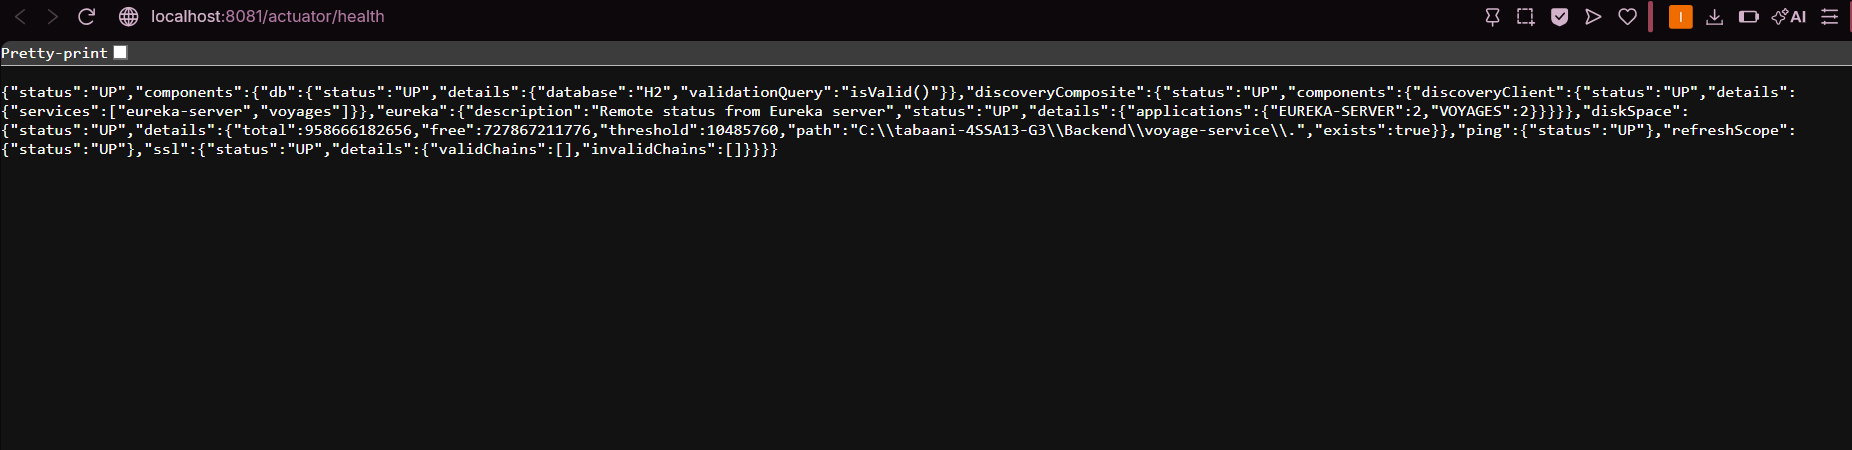 localhost:8081/actuator/health
I
AI
Pretty-print
{"status":"UP","components":{"db":{"status":"UP","details":{"database":"H2","validationQuery":"isValid()"}},"discoveryComposite":{"status":"UP","components":{"discoveryClient":{"status":"UP","details":
{"services":["eureka-server","voyages"]}},"eureka":{"description":"Remote status from Eureka server","status":"UP","details":{"applications":{"EUREKA-SERVER":2,"VOYAGES":2}}}}},"diskSpace":
{"status":"UP","details":{"total":958666182656,"free":727867211776,"threshold":10485760,"path":"C:\\tabaani-4SSA13-G3\\Backend\\voyage-service\\.","exists":true}},"ping":{"status":"UP"},"refreshScope":
{"status":"UP"},"ssl":{"status":"UP","details":{"validChains":[],"invalidChains":[]}}}}